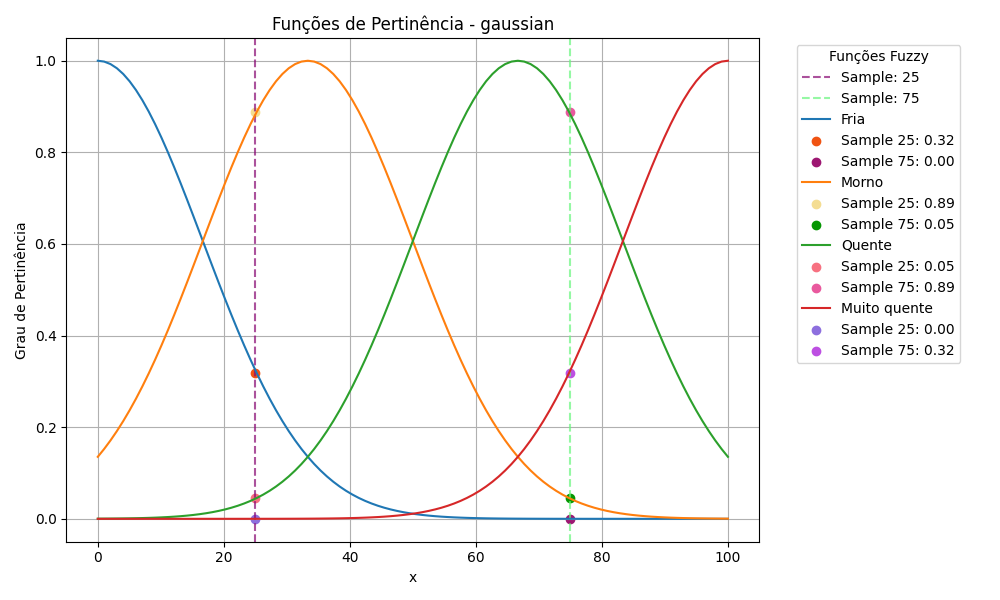 Funções de Pertinência - gaussian
Grau de Pertinência
1.0
0.8
0.6
0.4
0.2
0.0
0
20
40
60
80
100
x
Funções Fuzzy
Sample: 25
Sample: 75
Fria
Sample 25: 0.32
Sample 75: 0.00
Morno
Sample 25: 0.89
Sample 75: 0.05
Quente
Sample 25: 0.05
Sample 75: 0.89
Muito quente
Sample 25: 0.00
Sample 75: 0.32